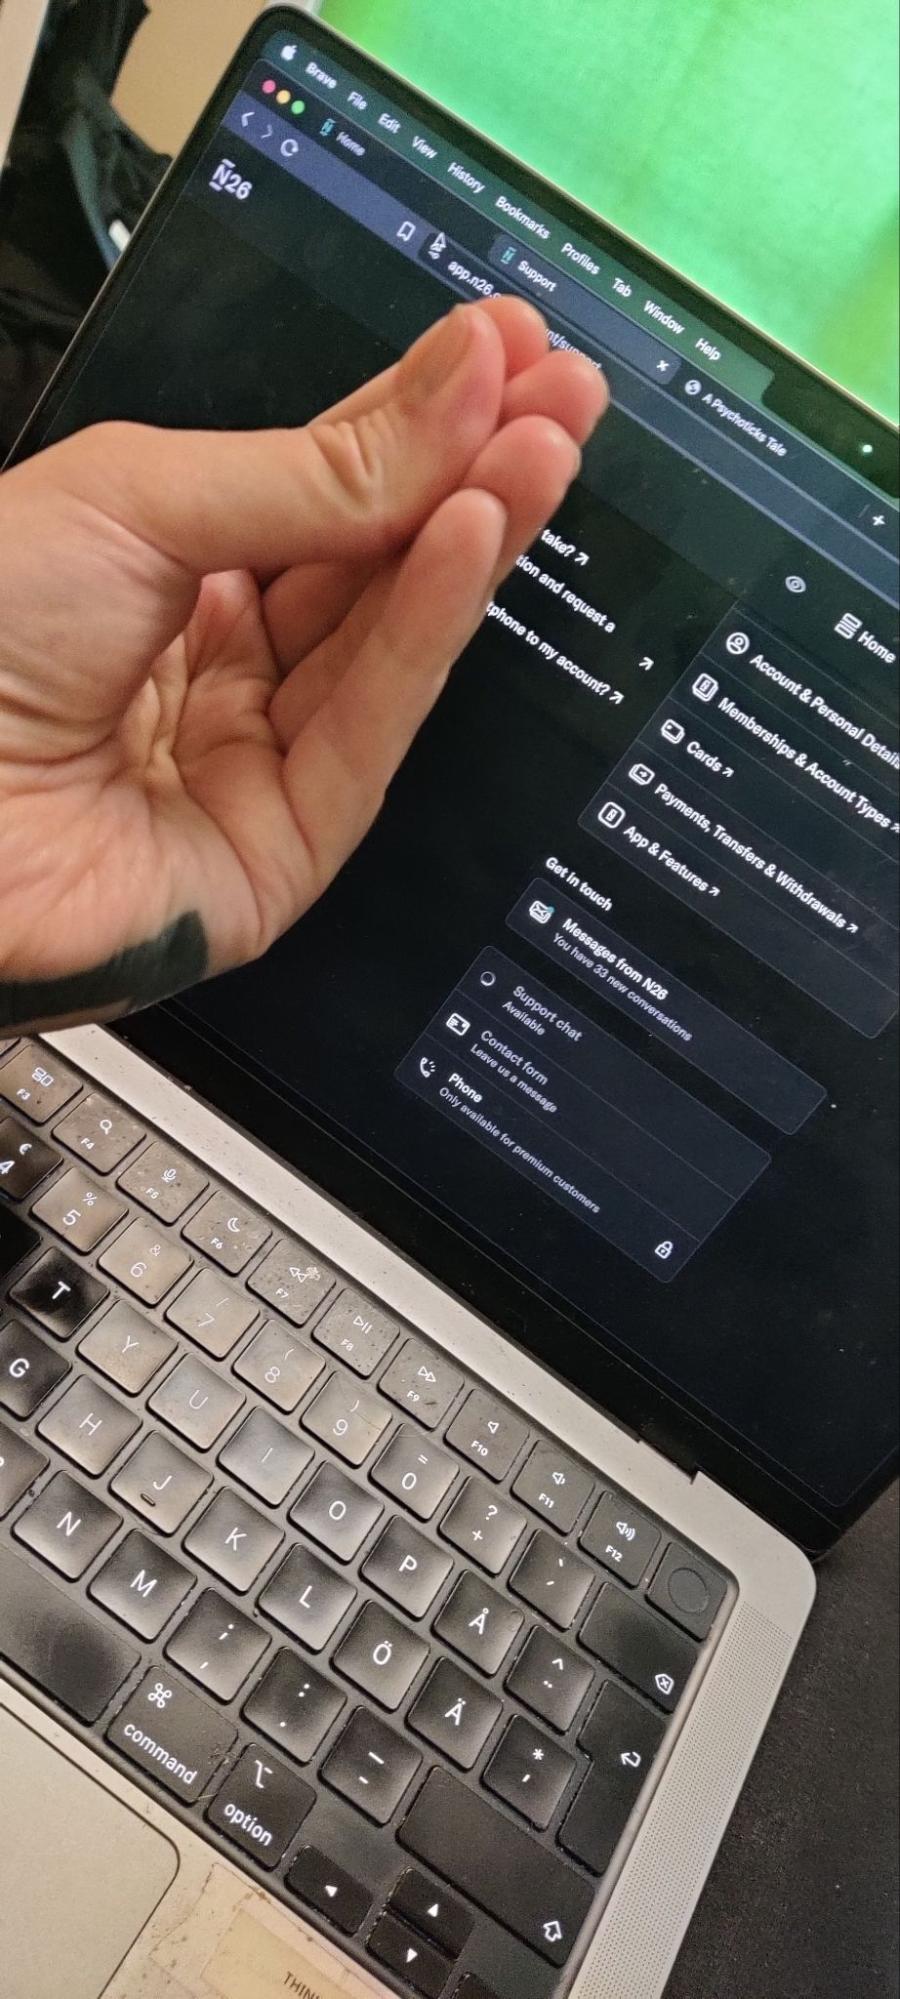 Brave File Edit View History Bookmarks Profiles Tab Window Help
Home
Support
A Psychoticks Tale
app.n26.
N26
Home
take?
tion and request a
phone to my account?
Account & Personal Details
Memberships & Account Types
Cards
Payments, Transfers & Withdrawals
App & Features
Get in touch
Messages from N26
You have 33 new conversations
Support chat
Available
Contact form
Leave us a message
Phone
Only available for premium customers
F3 F4 F5 F6 F7 F8 F9 F10 F11 F12
€ % & / ( ) = ? `
4 5 6 7 8 9 0 + ´
T Y U I O P Å ^ ¨
G H J K L Ö Ä * '
N M ; , : . _ -
command
option
THIN